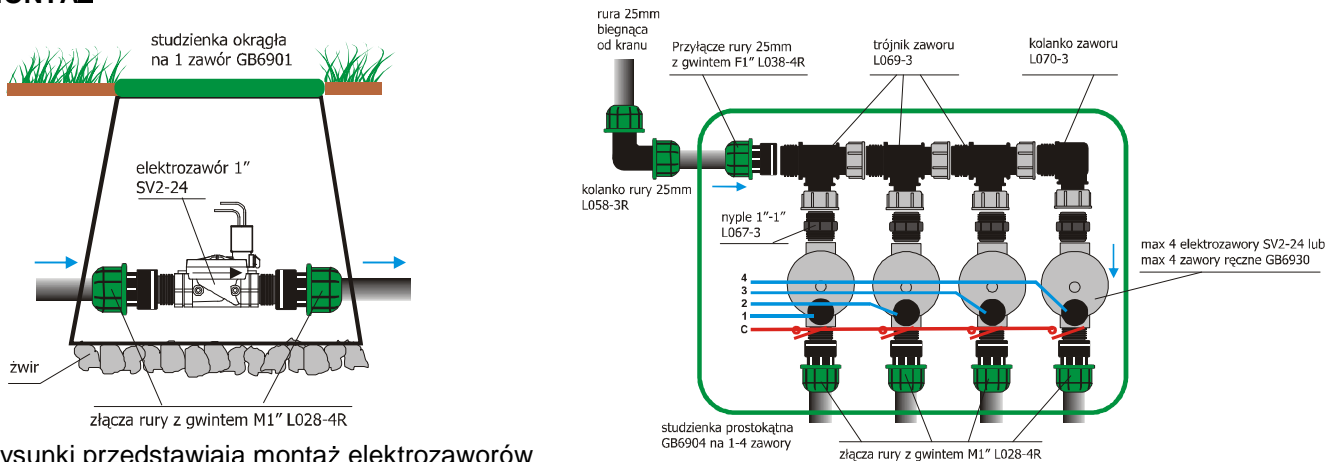 studzienka okrągła
na 1 zawór GB6901
elektrozawór 1"
SV2-24
żwir
złącza rury z gwintem M1" L028-4R
rura 25mm
biegnąca
od kranu
Przyłącze rury 25mm
z gwintem F1" L038-4R
trójnik zaworu
L069-3
kolanko zaworu
L070-3
kolanko rury 25mm
L058-3R
nyple 1"-1"
L067-3
max 4 elektrozawory SV2-24 lub
max 4 zawory ręczne GB6930
4
3
2
1
C
studzienka prostokątna
GB6904 na 1-4 zawory
złącza rury z gwintem M1" L028-4R
ysunki przedstawiają montaż elektrozaworów